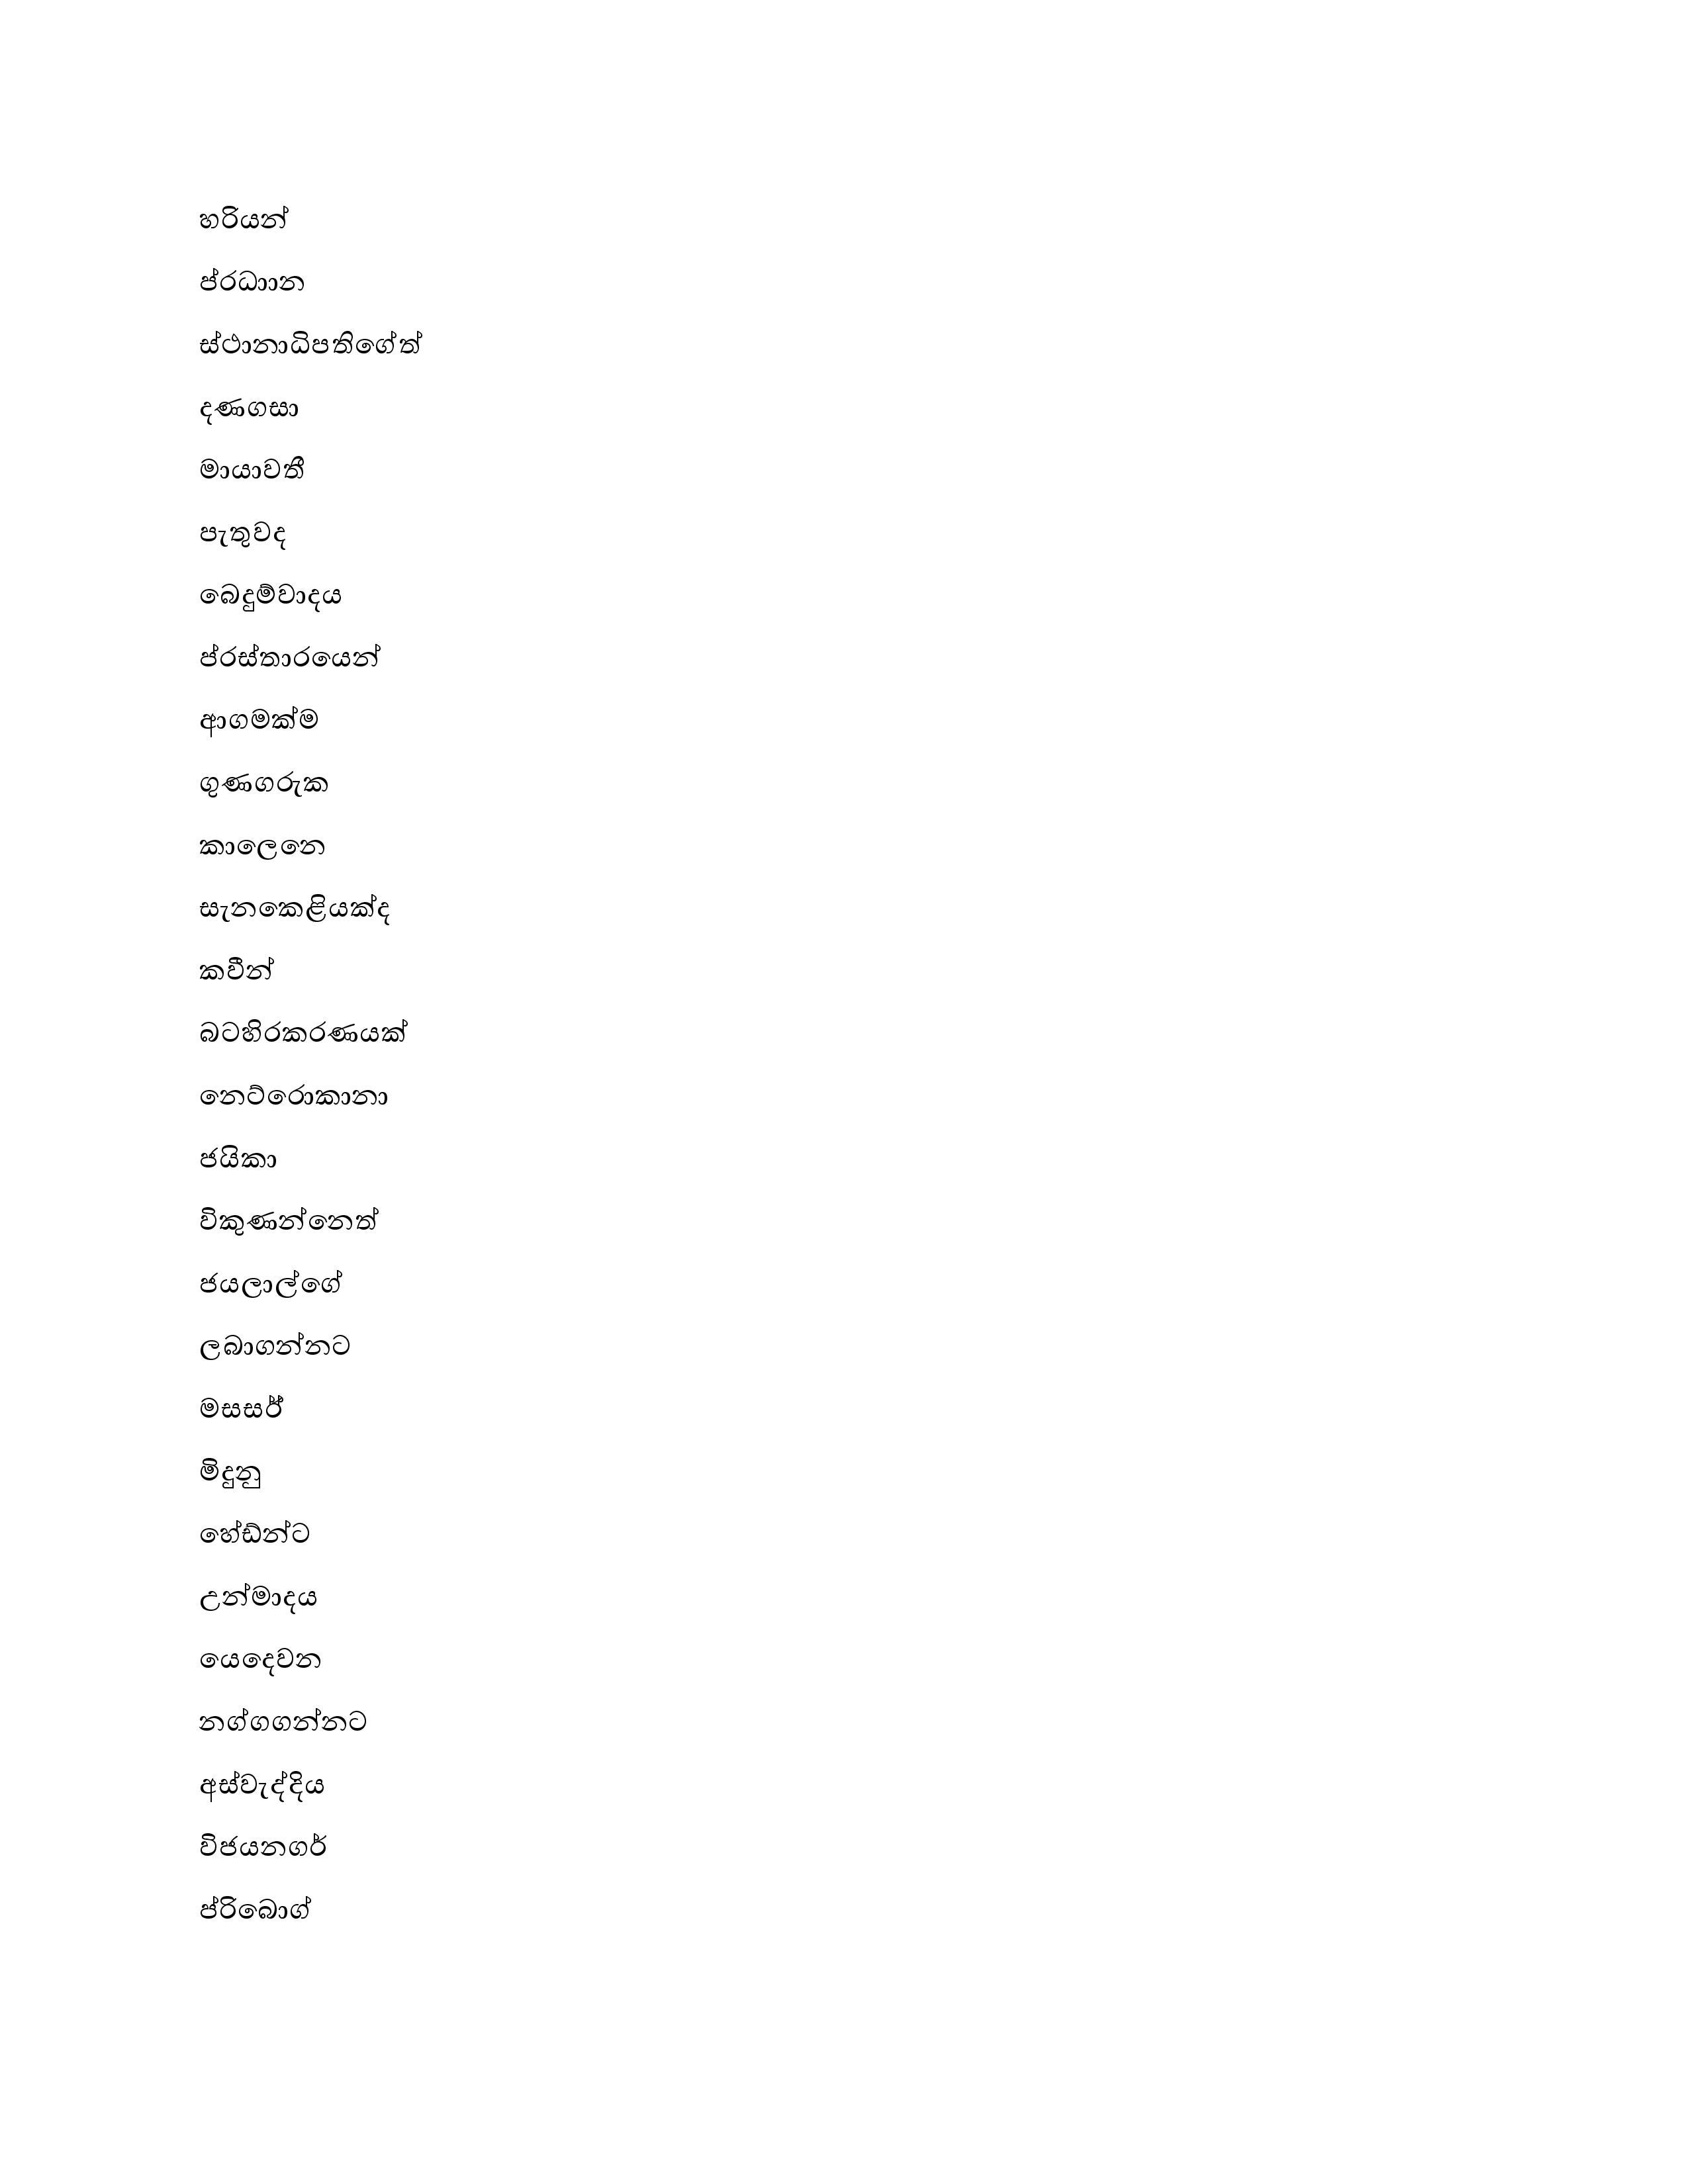 හරියන්
ප්රධාාන
ස්ථානාධිපතිගේත්
දණගසා
මායාවතී
පැතුවද
බෙදුම්වාදය
ප්රස්තාරයෙන්
ආගමක්ම
ගුණගරුක
කාලෙනෙ
සැනකෙළියක්ද
කවීන්
බටහිරකරණයක්
නෙට්රොකානා
ජයිකා
විකුණන්නෙත්
ජයලාල්ගේ
ලබාගන්නට
මසසර්
මිදුනු
හේඩ්න්ට
උන්මාදය
යෙදෙවන
නග්ගගන්නට
අස්වැද්දිය
විජයනගර්
ප්රිබොග්